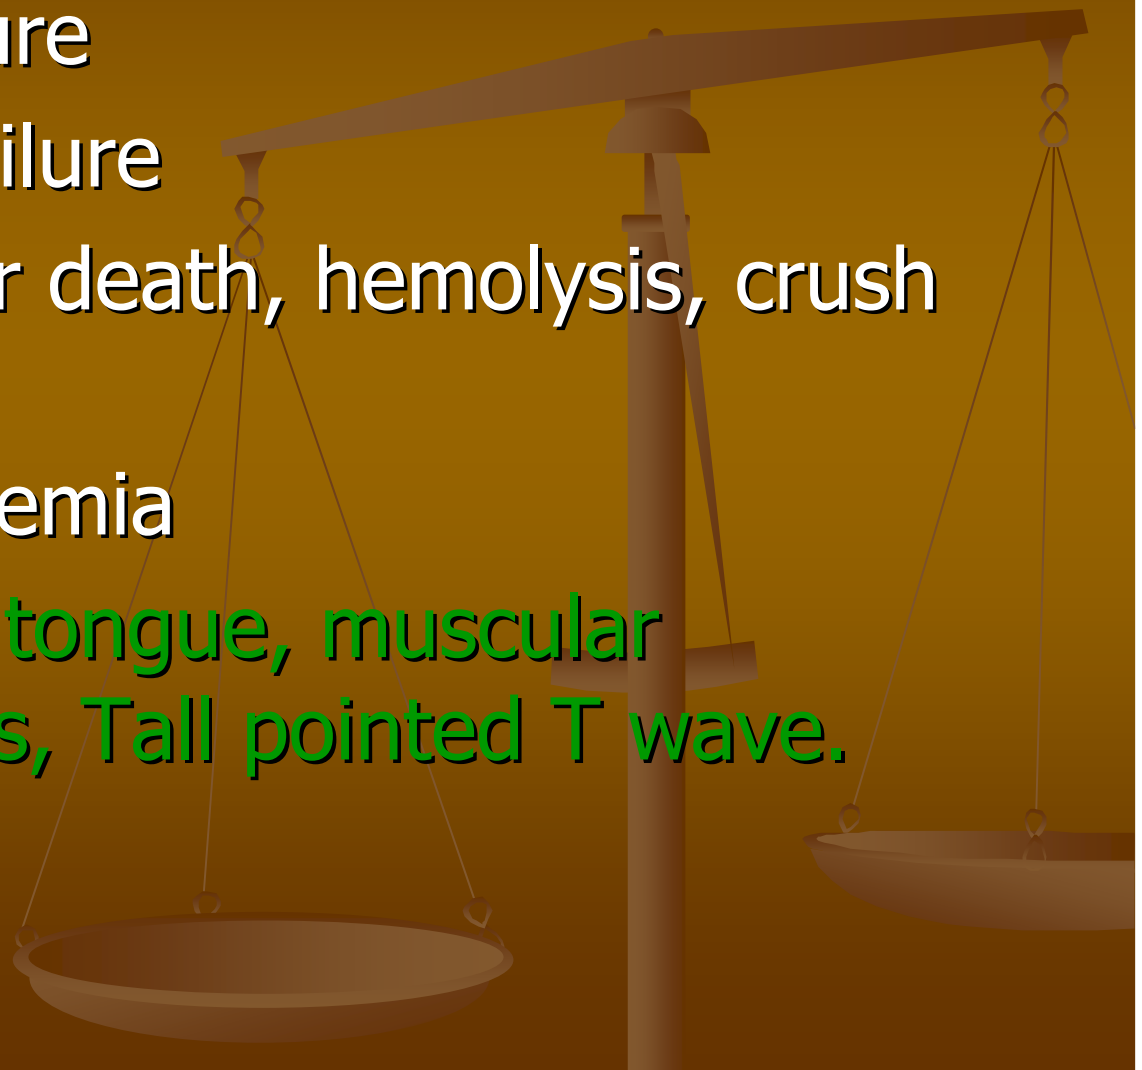 ure
ilure
r death, hemolysis, crush
emia
tongue, muscular
s, Tall pointed T wave.